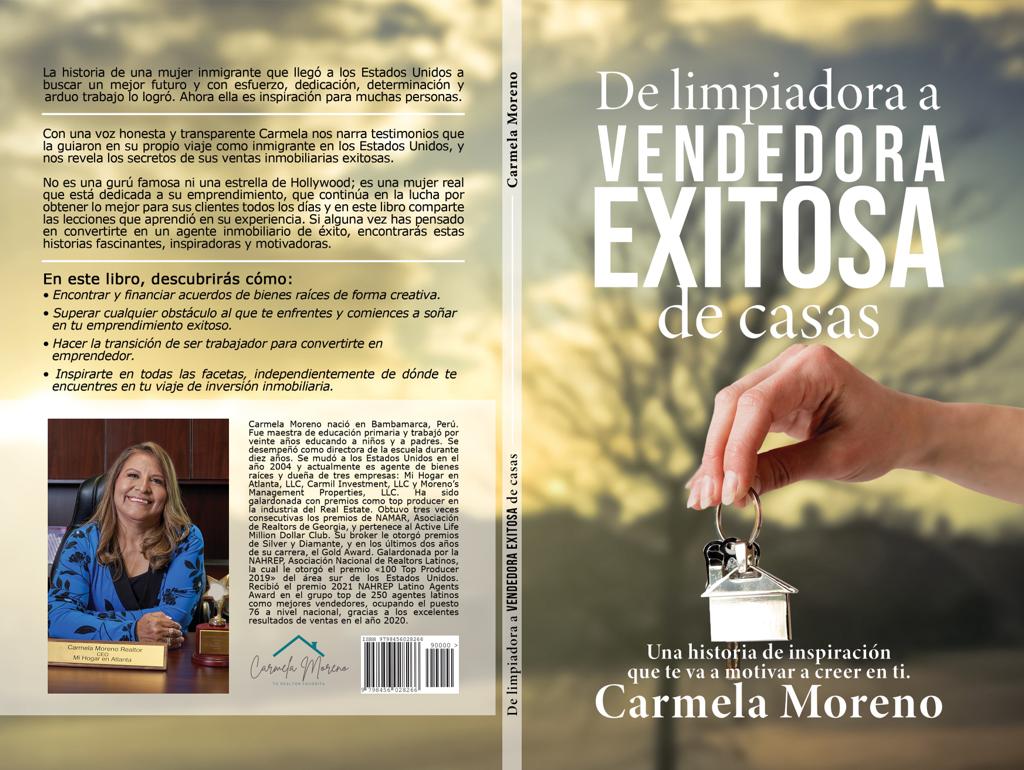 La historia de una mujer inmigrante que llegó a los Estados Unidos a
buscar un mejor futuro y con esfuerzo, dedicación, determinación y
arduo trabajo lo logró. Ahora ella es inspiración para muchas personas.
Con una voz honesta y transparente Carmela nos narra testimonios que
la guiaron en su propio viaje como inmigrante en los Estados Unidos, y
nos revela los secretos de sus ventas inmobiliarias exitosas.
No es una gurú famosa ni una estrella de Hollywood; es una mujer real
que está dedicada a su emprendimiento, que continúa en la lucha por
obtener lo mejor para sus clientes todos los días y en este libro comparte
las lecciones que aprendió en su experiencia. Si alguna vez has pensado
en convertirte en un agente inmobiliario de éxito, encontrarás estas
historias fascinantes, inspiradoras y motivadoras.
En este libro, descubrirás cómo:
• Encontrar y financiar acuerdos de bienes raíces de forma creativa.
• Superar cualquier obstáculo al que te enfrentes y comiences a soñar
en tu emprendimiento exitoso.
• Hacer la transición de ser trabajador para convertirte en
emprendedor.
• Inspirarte en todas las facetas, independientemente de dónde te
encuentres en tu viaje de inversión inmobiliaria.
Carmela Moreno nació en Bambamarca, Perú.
Fue maestra de educación primaria y trabajó por
veinte años educando a niños y a padres. Se
desempeñó como directora de la escuela durante
diez años. Se mudó a los Estados Unidos en el
año 2004 y actualmente es agente de bienes
raíces y dueña de tres empresas: Mi Hogar en
Atlanta, LLC, Carmil Investment, LLC y Moreno's
Management Properties, LLC. Ha sido
galardonada con premios como top producer en
la industria del Real Estate. Obtuvo tres veces
consecutivas los premios de NAMAR, Asociación
de Realtors de Georgia, y pertenece al Active Life
Million Dollar Club. Su broker le otorgó premios
de Silver y Diamante, y en los últimos dos años
de su carrera, el Gold Award. Galardonada por la
NAHREP, Asociación Nacional de Realtors Latinos,
la cual le otorgó el premio «100 Top Producer
2019» del área sur de los Estados Unidos.
Recibió el premio 2021 NAHREP Latino Agents
Award en el grupo top de 250 agentes latinos
como mejores vendedores, ocupando el puesto
76 a nivel nacional, gracias a los excelentes
resultados de ventas en el año 2020.
Carmela Moreno Realtor
CEO
Mi Hogar en Atlanta
Carmela Moreno
TU REALTOR FAVORITA
ISBN 9798456028266
90000 >
9 798456 028266
Carmela Moreno
De limpiadora a VENDEDORA EXITOSA de casas
De limpiadora a
VENDEDORA
EXITOSA
de casas
Una historia de inspiración
que te va a motivar a creer en ti.
Carmela Moreno